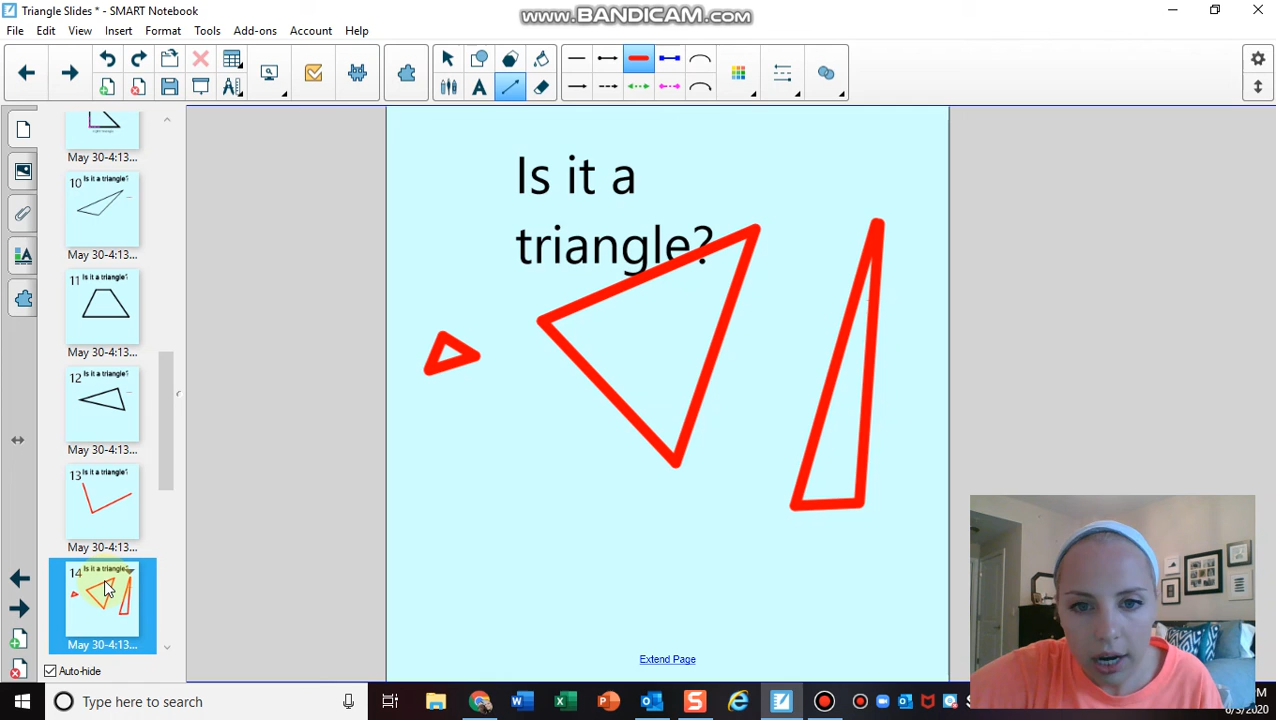 Triangle Slides * - SMART Notebook
www.BANDICAM.com
File Edit View Insert Format Tools Add-ons Account Help
Is it a
triangle?
right triangle
May 30-4:13...
10 Is it a triangle?
May 30-4:13...
11 Is it a triangle?
May 30-4:13...
12 Is it a triangle?
May 30-4:13...
13 Is it a triangle?
May 30-4:13...
14 Is it a triangle?
May 30-4:13...
Auto-hide
Extend Page
Type here to search